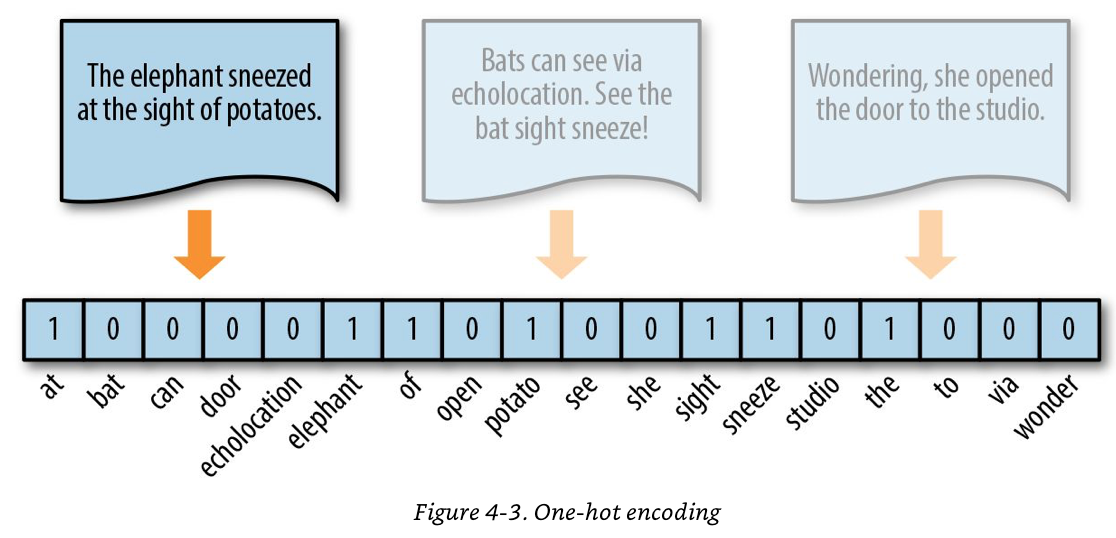 The elephant sneezed
at the sight of potatoes.
Bats can see via
echolocation. See the
bat sight sneeze!
Wondering, she opened
the door to the studio.
1 0 0 0 0 1 1 0 1 0 0 1 1 0 1 0 0 0
at bat can door echolocation elephant of open potato see she sight sneeze studio the to via wonder
Figure 4-3. One-hot encoding